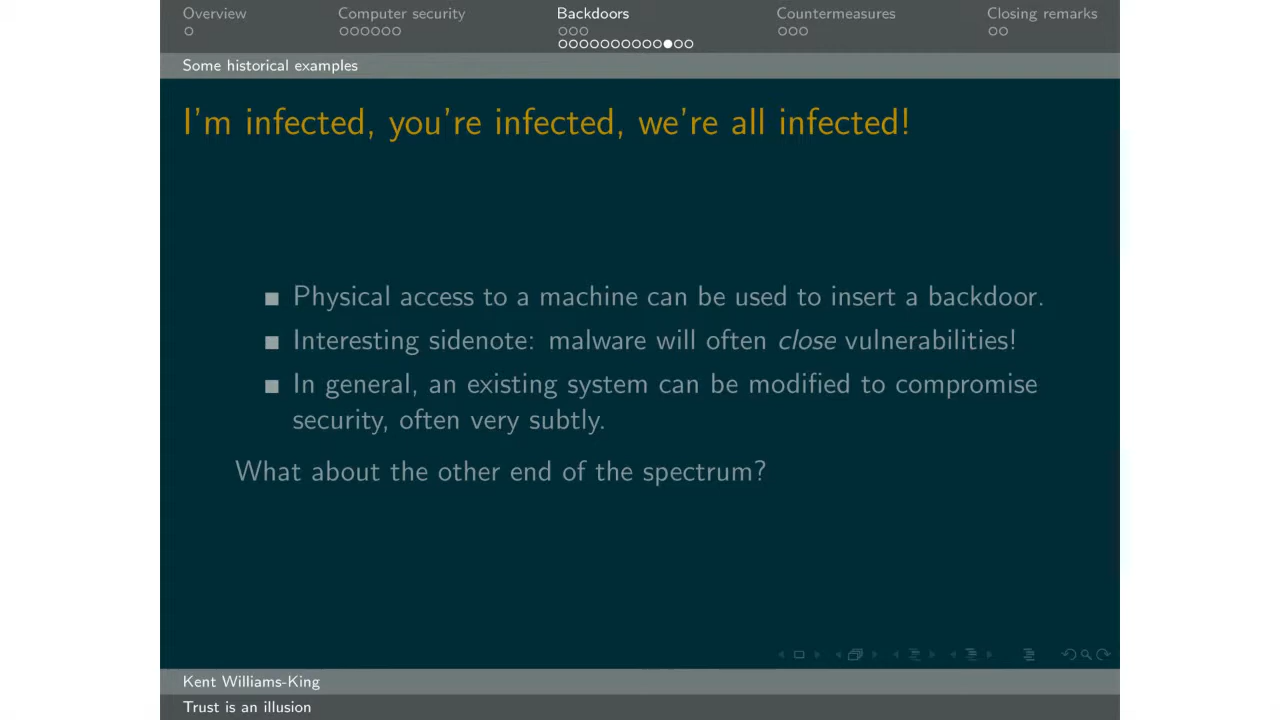 Overview
Computer security
Backdoors
Countermeasures
Closing remarks
Some historical examples
I'm infected, you're infected, we're all infected!
Physical access to a machine can be used to insert a backdoor.
Interesting sidenote: malware will often close vulnerabilities!
In general, an existing system can be modified to compromise
security, often very subtly.
What about the other end of the spectrum?
Kent Williams-King
Trust is an illusion